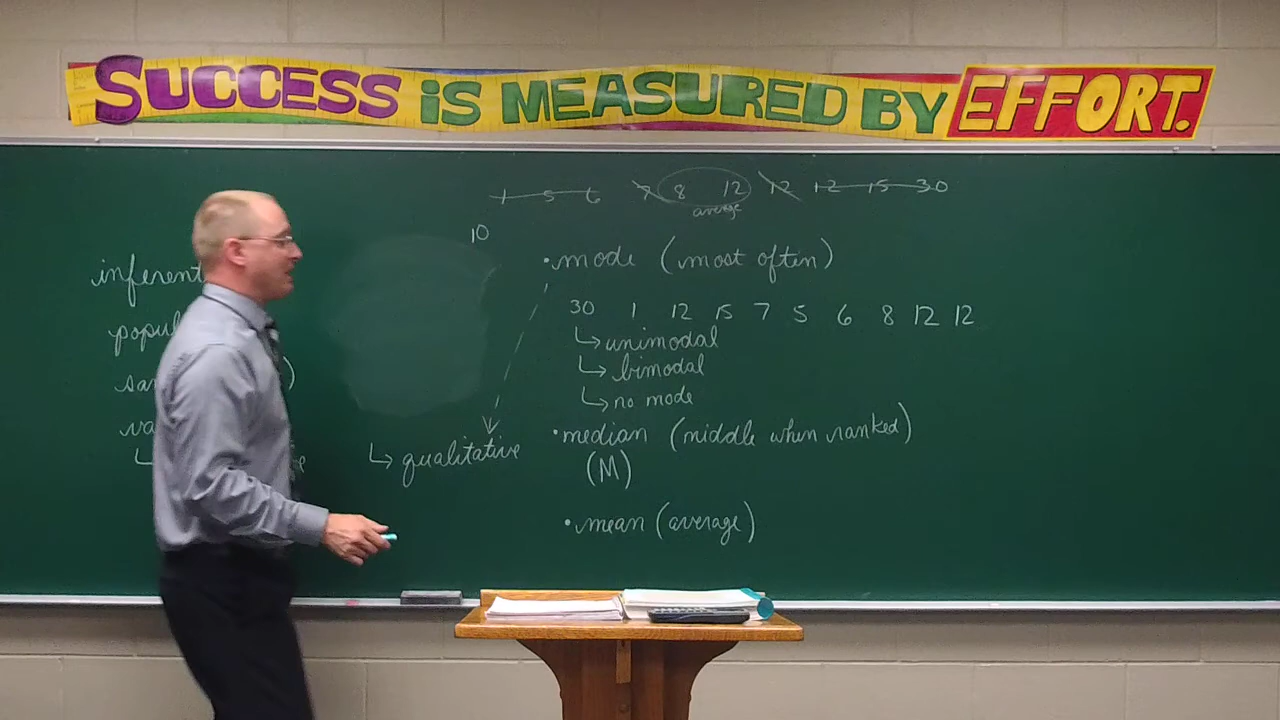 SUCCESS IS MEASURED BY EFFORT.
1 5 6 7 8 12 12 12 15 30
average
10
• mode (most often)
30 1 12 15 7 5 6 8 12 12
↳ unimodal
↳ bimodal
↳ no mode
↳ qualitative
• median (middle when ranked)
(M)
• mean (average)